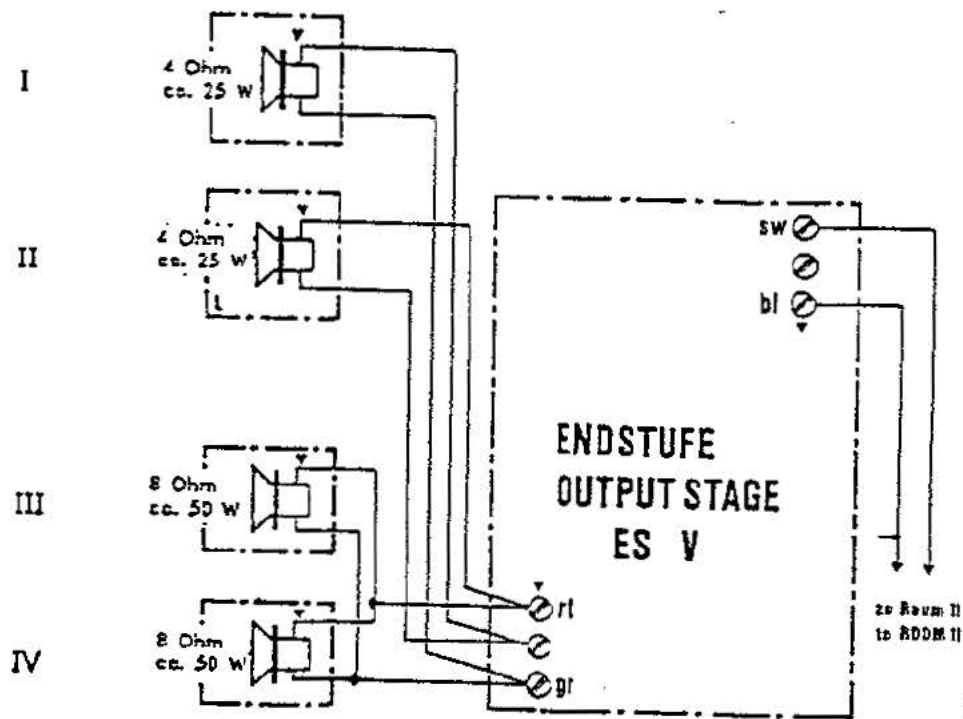 I
4 Ohm
ca. 25 W
II
4 Ohm
ca. 25 W
III
8 Ohm
ca. 50 W
IV
8 Ohm
ca. 50 W
sw
bl
ENDSTUFE
OUTPUT STAGE
ES V
rt
gr
zu Raum II
to ROOM II